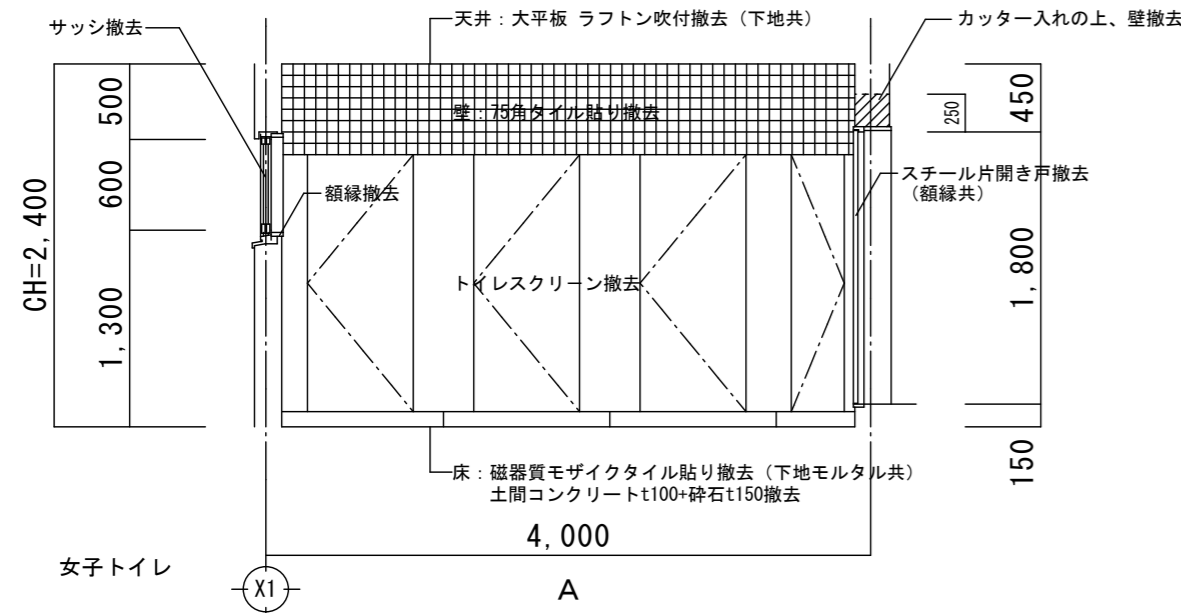 天井：大平板 ラフトン吹付撤去（下地共）
カッター入れの上、壁撤去
サッシ撤去
500
600
1,300
CH=2,400
壁：75角タイル貼り撤去
250
450
額縁撤去
スチール片開き戸撤去
（額縁共）
トイレスクリーン撤去
1,800
150
床：磁器質モザイクタイル貼り撤去（下地モルタル共）
土間コンクリートt100+砕石t150撤去
4,000
女子トイレ
X1
A